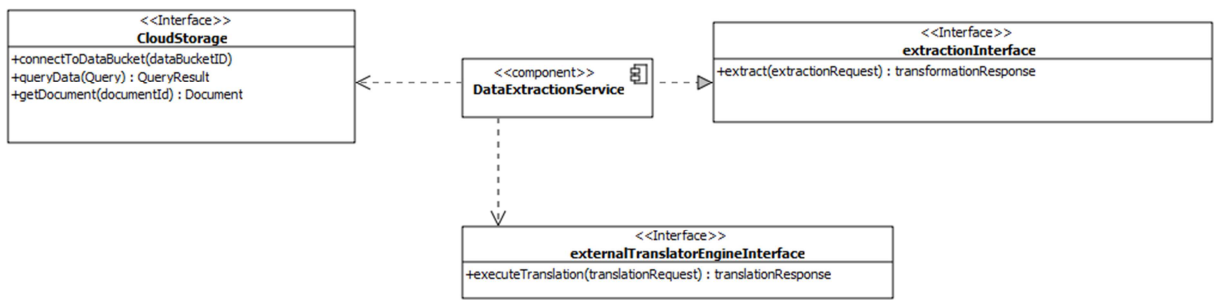 <<Interface>>
CloudStorage
+connectToDataBucket(dataBucketID)
+queryData(Query) : QueryResult
+getDocument(documentId) : Document
<<component>>
DataExtractionService
<<Interface>>
extractionInterface
+extract(extractionRequest) : transformationResponse
<<Interface>>
externalTranslatorEngineInterface
+executeTranslation(translationRequest) : translationResponse